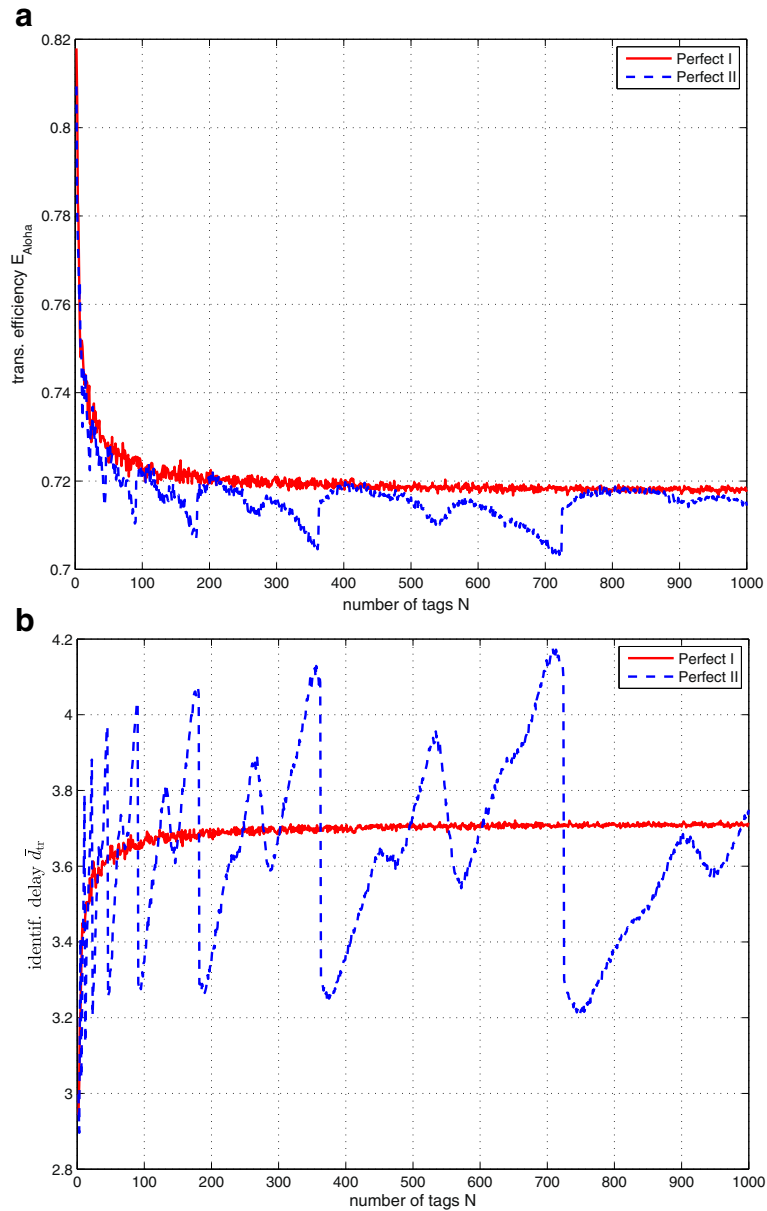 a
0.82
0.8
0.78
0.76
0.74
0.72
0.7
trans. efficiency E_Aloha
Perfect I
Perfect II
0 100 200 300 400 500 600 700 800 900 1000
number of tags N
b
4.2
4
3.8
3.6
3.4
3.2
3
2.8
identif. delay d̄_tr
Perfect I
Perfect II
0 100 200 300 400 500 600 700 800 900 1000
number of tags N